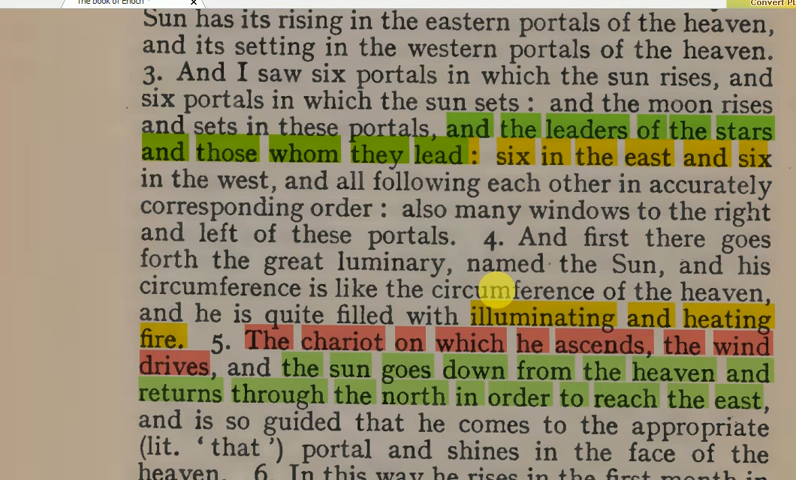 The book of Enoch
Convert
Sun has its rising in the eastern portals of the heaven,
and its setting in the western portals of the heaven.
3. And I saw six portals in which the sun rises, and
six portals in which the sun sets : and the moon rises
and sets in these portals, and the leaders of the stars
and those whom they lead : six in the east and six
in the west, and all following each other in accurately
corresponding order : also many windows to the right
and left of these portals. 4. And first there goes
forth the great luminary, named the Sun, and his
circumference is like the circumference of the heaven,
and he is quite filled with illuminating and heating
fire. 5. The chariot on which he ascends, the wind
drives, and the sun goes down from the heaven and
returns through the north in order to reach the east,
and is so guided that he comes to the appropriate
(lit. ‘ that ’) portal and shines in the face of the
heaven. 6. In this way he rises in the first month in